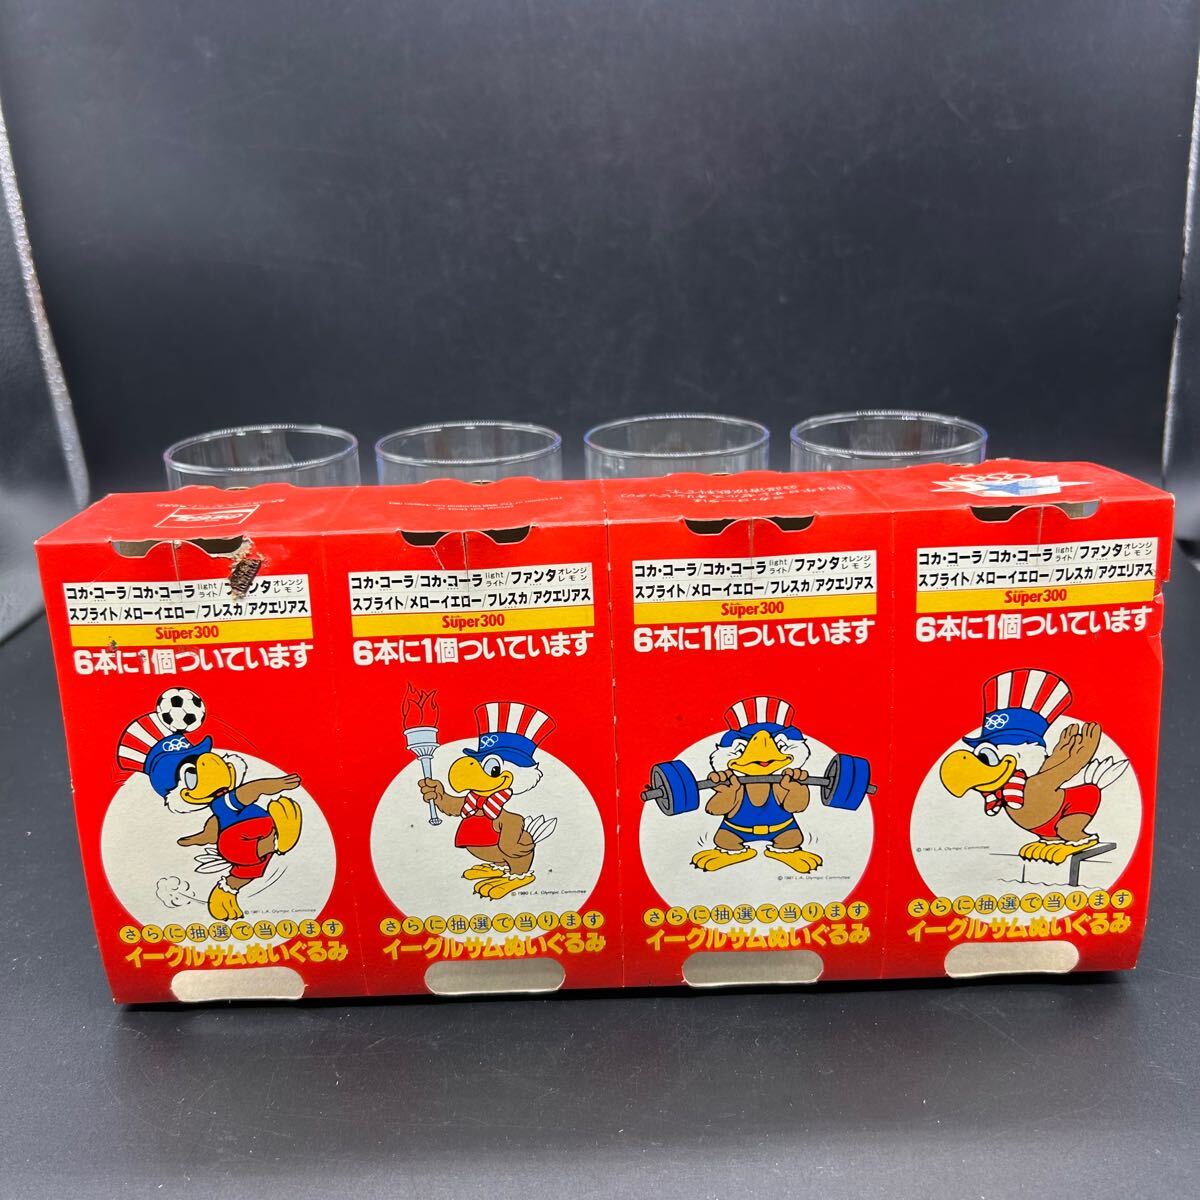 コカ・コーラ/コカ・コーラ light ライト/ファンタ オレンジ レモン
スプライト/メローイエロー/フレスカ/アクエリアス
Süper300
6本に1個ついています
© 1981 L.A. Olympic Committee
さらに抽選で当ります
イーグルサムぬいぐるみ
コカ・コーラ/コカ・コーラ light ライト/ファンタ オレンジ レモン
スプライト/メローイエロー/フレスカ/アクエリアス
Süper300
6本に1個ついています
© 1980 L.A. Olympic Committee
さらに抽選で当ります
イーグルサムぬいぐるみ
コカ・コーラ/コカ・コーラ light ライト/ファンタ オレンジ レモン
スプライト/メローイエロー/フレスカ/アクエリアス
Süper300
6本に1個ついています
© 1981 L.A. Olympic Committee
さらに抽選で当ります
イーグルサムぬいぐるみ
コカ・コーラ/コカ・コーラ light ライト/ファンタ オレンジ レモン
スプライト/メローイエロー/フレスカ/アクエリアス
Süper300
6本に1個ついています
© 1981 L.A. Olympic Committee
さらに抽選で当ります
イーグルサムぬいぐるみ